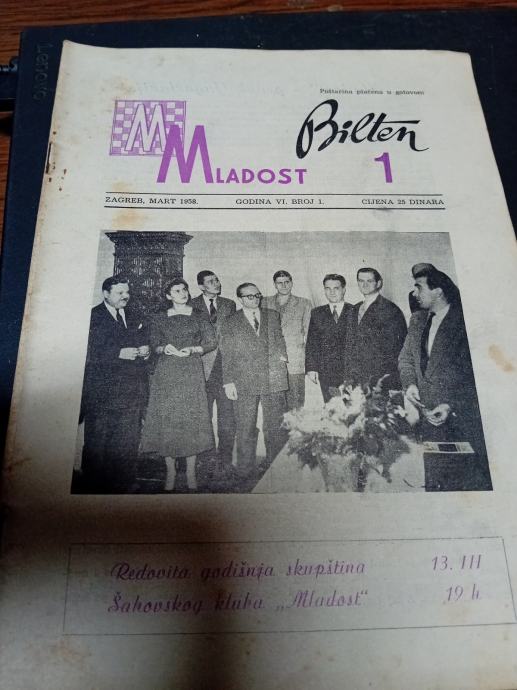 Lenovo
Poštarina plaćena u gotovom
M
Bilten
MLADOST 1
ZAGREB, MART 1958. GODINA VI. BROJ 1. CIJENA 25 DINARA
Redovita godišnja skupština 13. III
Šahovskog kluba „Mladost" 19 h